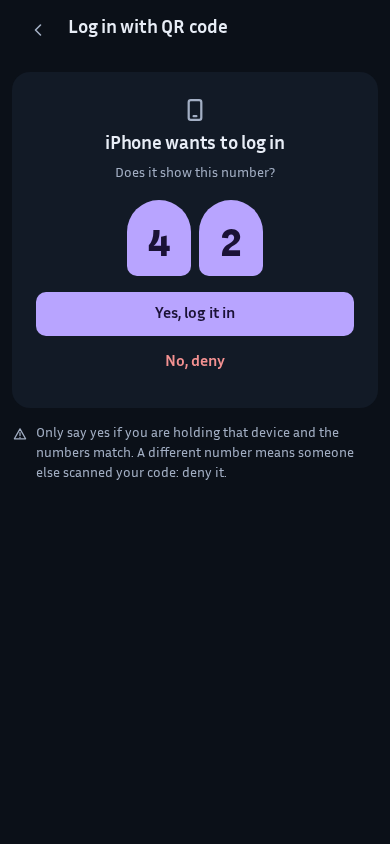 Log in with QR code
iPhone wants to log in
Does it show this number?
4 2
Yes, log it in
No, deny
Only say yes if you are holding that device and the
numbers match. A different number means someone
else scanned your code: deny it.